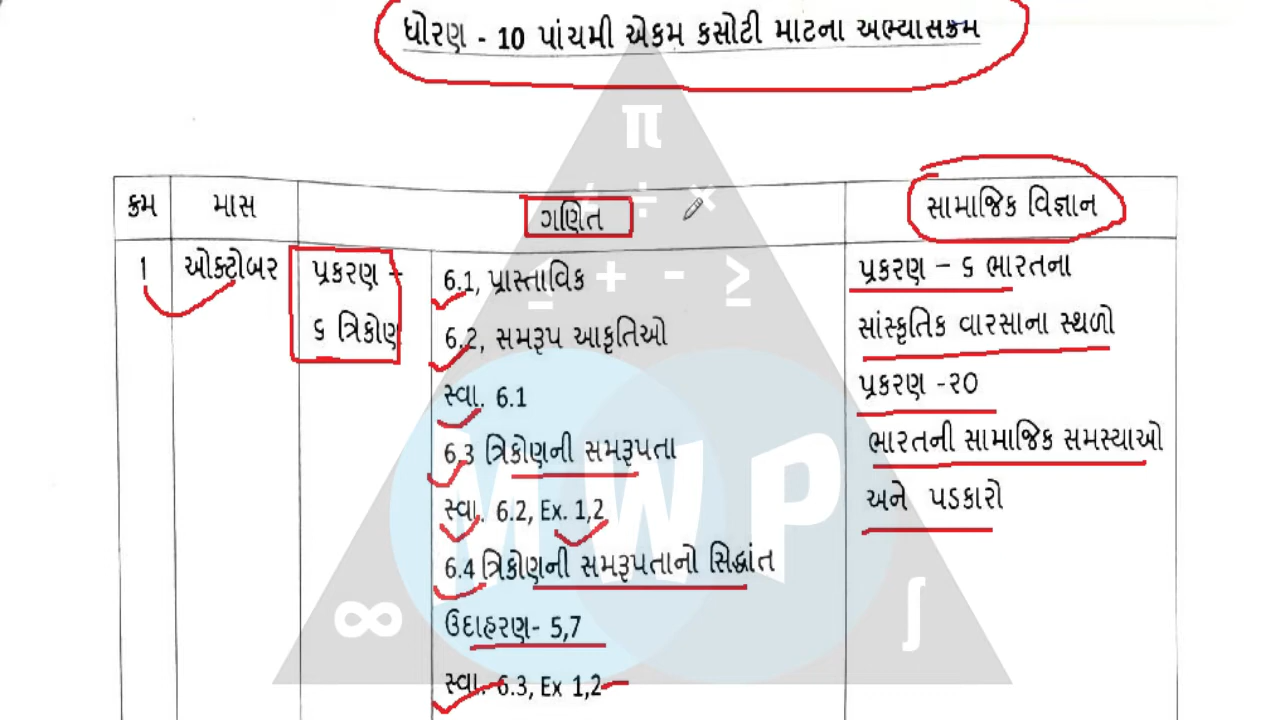 ધોરણ - 10 પાંચમી એકમ કસોટી માટના અભ્યાસક્રમ
π
÷ ×
ક્રમ માસ ગણિત સામાજિક વિજ્ઞાન
1 ઓક્ટોબર પ્રકરણ – 6.1, પ્રાસ્તાવિક પ્રકરણ – ૬ ભારતના
≤ + - ≥
૬ ત્રિકોણ 6.2, સમરૂપ આકૃતિઓ સાંસ્કૃતિક વારસાના સ્થળો
સ્વા. 6.1 પ્રકરણ -૨૦
6.3 ત્રિકોણની સમરૂપતા ભારતની સામાજિક સમસ્યાઓ
સ્વા. 6.2, Ex. 1,2 અને પડકારો
MWP
6.4 ત્રિકોણની સમરૂપતાનો સિદ્ધાંત
ઉદાહરણ- 5,7
∞ ∫
સ્વા. 6.3, Ex 1,2